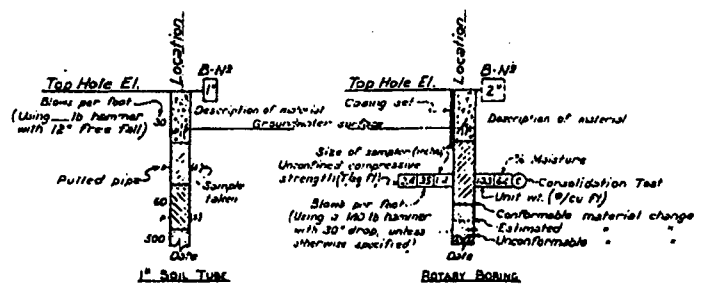 Location
B-Nº
1"
Top Hole El.
Blows per foot
(Using __ lb hammer
with 12" free fall)
30
Description of material
Groundwater surface
Pulled pipe
P
Sample
taken
60
P
500
Date
1" SOIL TUBE
Location
B-Nº
2"
Top Hole El.
Casing set
Description of material
Size of sampler (inches)
Unconfined compressive
strength (T/sq ft)
% Moisture
Consolidation Test
C
Unit wt. (#/cu ft)
Blows per foot
(Using a 140 lb hammer
with 30" drop, unless
otherwise specified)
Conformable material change
Estimated " "
Unconformable " "
Date
ROTARY BORING